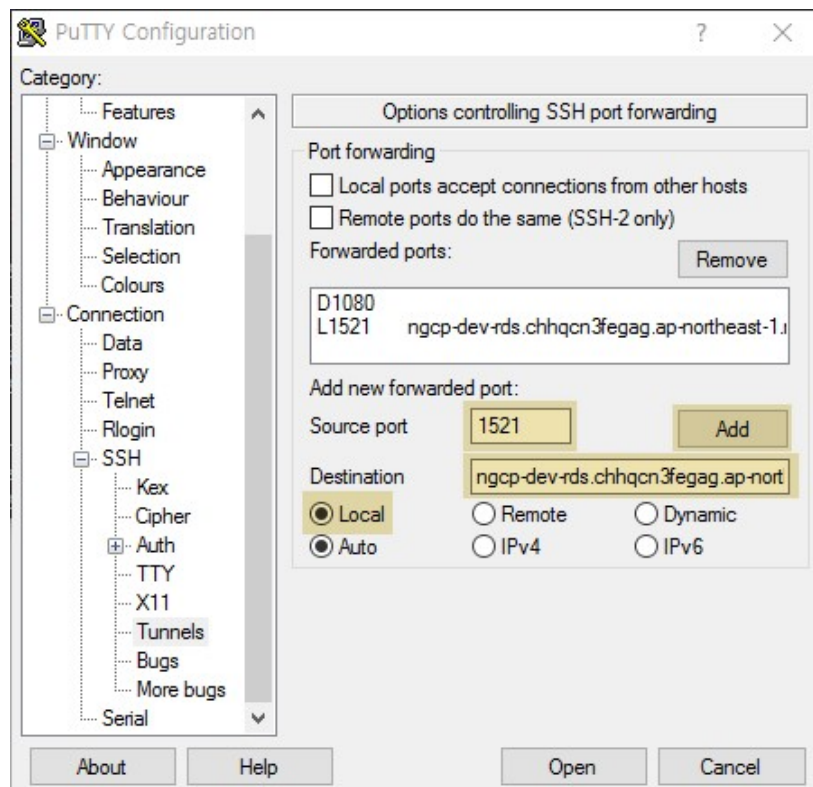 PuTTY Configuration
?
Category:
Features
Window
Appearance
Behaviour
Translation
Selection
Colours
Connection
Data
Proxy
Telnet
Rlogin
SSH
Kex
Cipher
Auth
TTY
X11
Tunnels
Bugs
More bugs
Serial
Options controlling SSH port forwarding
Port forwarding
Local ports accept connections from other hosts
Remote ports do the same (SSH-2 only)
Forwarded ports:
Remove
D1080
L1521 ngcp-dev-rds.chhqcn3fegag.ap-northeast-1.
Add new forwarded port:
Source port 1521 Add
Destination ngcp-dev-rds.chhqcn3fegag.ap-nort
Local Remote Dynamic
Auto IPv4 IPv6
About Help Open Cancel